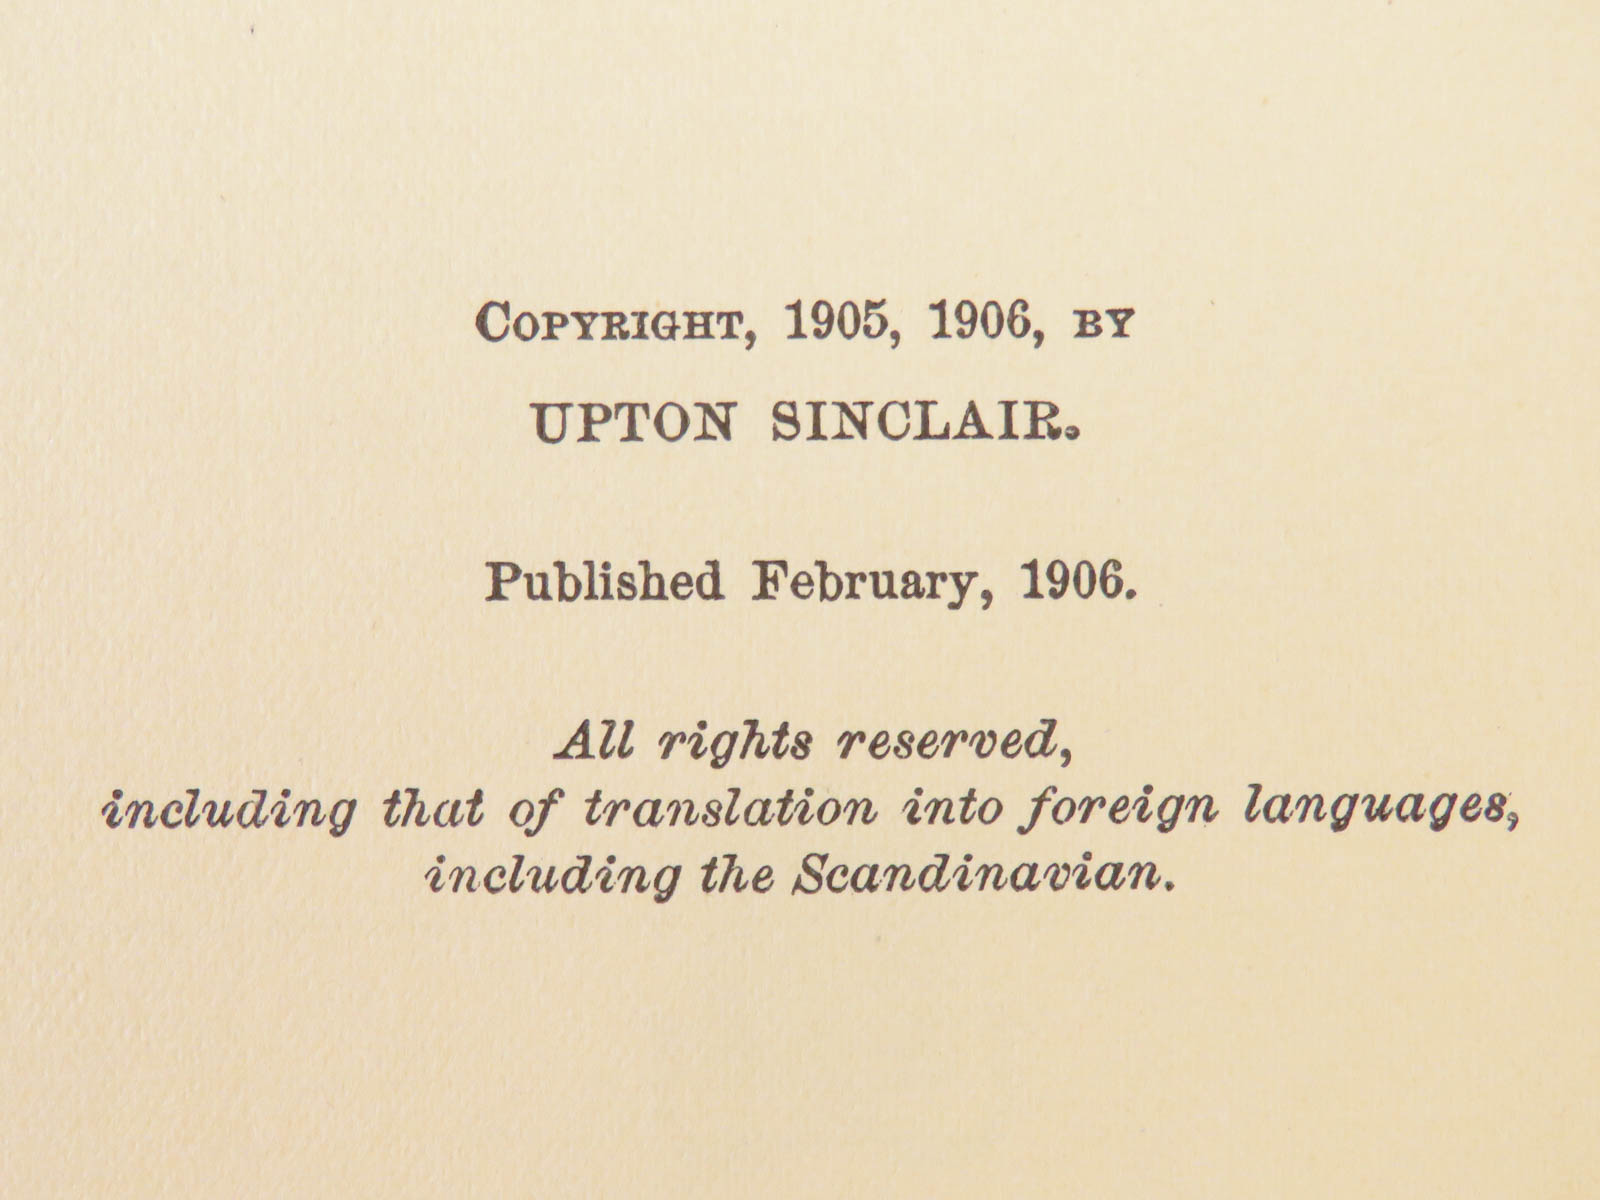 Copyright, 1905, 1906, by
UPTON SINCLAIR.
Published February, 1906.
All rights reserved,
including that of translation into foreign languages,
including the Scandinavian.